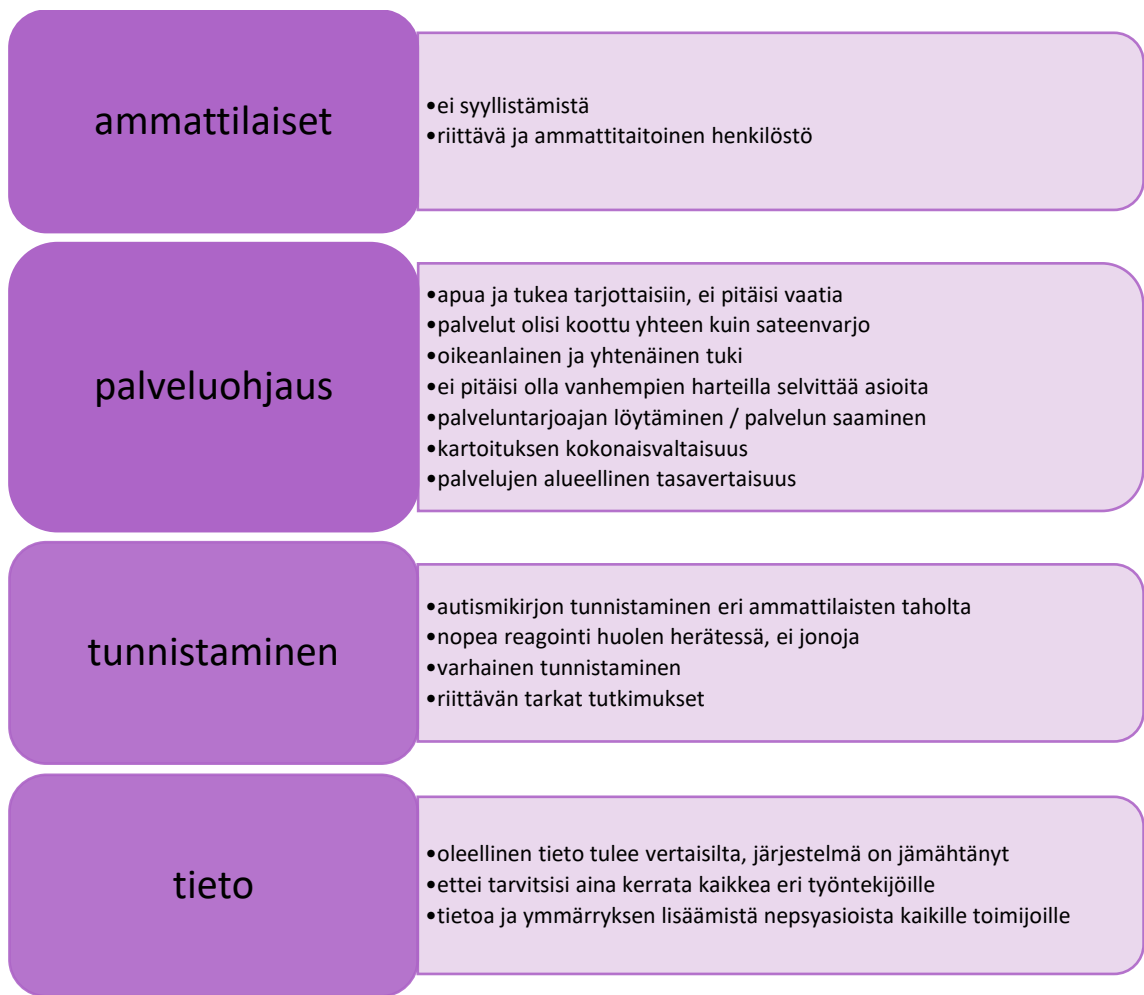 ammattilaiset
•ei syyllistämistä
•riittävä ja ammattitaitoinen henkilöstö
palveluohjaus
•apua ja tukea tarjottaisiin, ei pitäisi vaatia
•palvelut olisi koottu yhteen kuin sateenvarjo
•oikeanlainen ja yhtenäinen tuki
•ei pitäisi olla vanhempien harteilla selvittää asioita
•palveluntarjoajan löytäminen / palvelun saaminen
•kartoituksen kokonaisvaltaisuus
•palvelujen alueellinen tasavertaisuus
tunnistaminen
•autismikirjon tunnistaminen eri ammattilaisten taholta
•nopea reagointi huolen herätessä, ei jonoja
•varhainen tunnistaminen
•riittävän tarkat tutkimukset
tieto
•oleellinen tieto tulee vertaisilta, järjestelmä on jämähtänyt
•ettei tarvitsisi aina kerrata kaikkea eri työntekijöille
•tietoa ja ymmärryksen lisäämistä nepsyasioista kaikille toimijoille